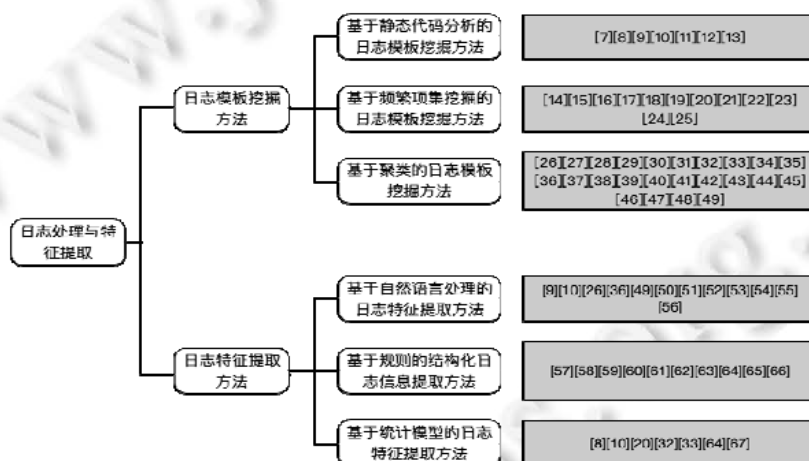 基于静态代码分析的
日志模板挖掘方法
[7][8][9][10][11][12][13]
日志模板挖掘
方法
基于频繁项集挖掘的
日志模板挖掘方法
[14][15][16][17][18][19][20][21][22][23]
[24][25]
基于聚类的日志模板
挖掘方法
[26][27][28][29][30][31][32][33][34][35]
[36][37][38][39][40][41][42][43][44][45]
[46][47][48][49]
日志处理与特
征提取
基于自然语言处理的
日志特征提取方法
[9][10][26][36][49][50][51][52][53][54][55]
[56]
日志特征提取
方法
基于规则的结构化日
志信息提取方法
[57][58][59][60][61][62][63][64][65][66]
基于统计模型的日志
特征提取方法
[8][10][20][32][33][64][67]